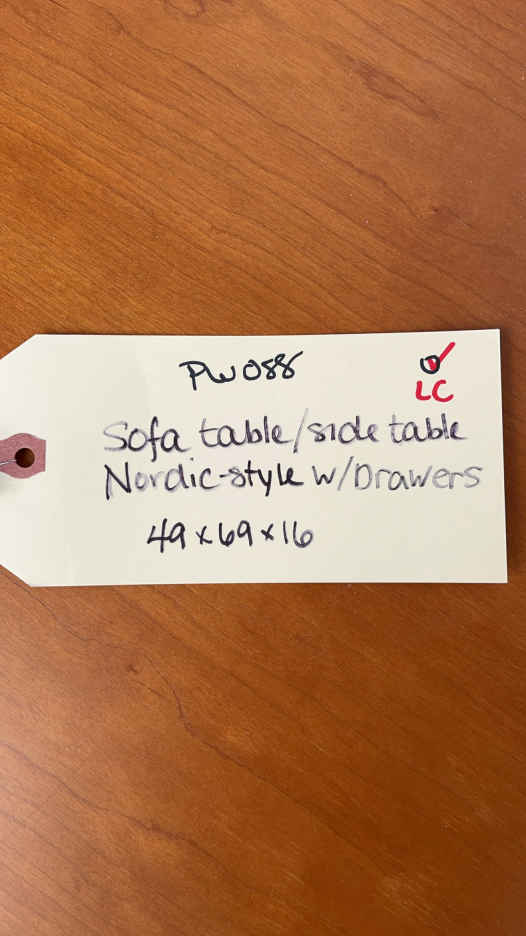 PW088
LC
Sofa table/side table
Nordic-style w/Drawers
49x69x16